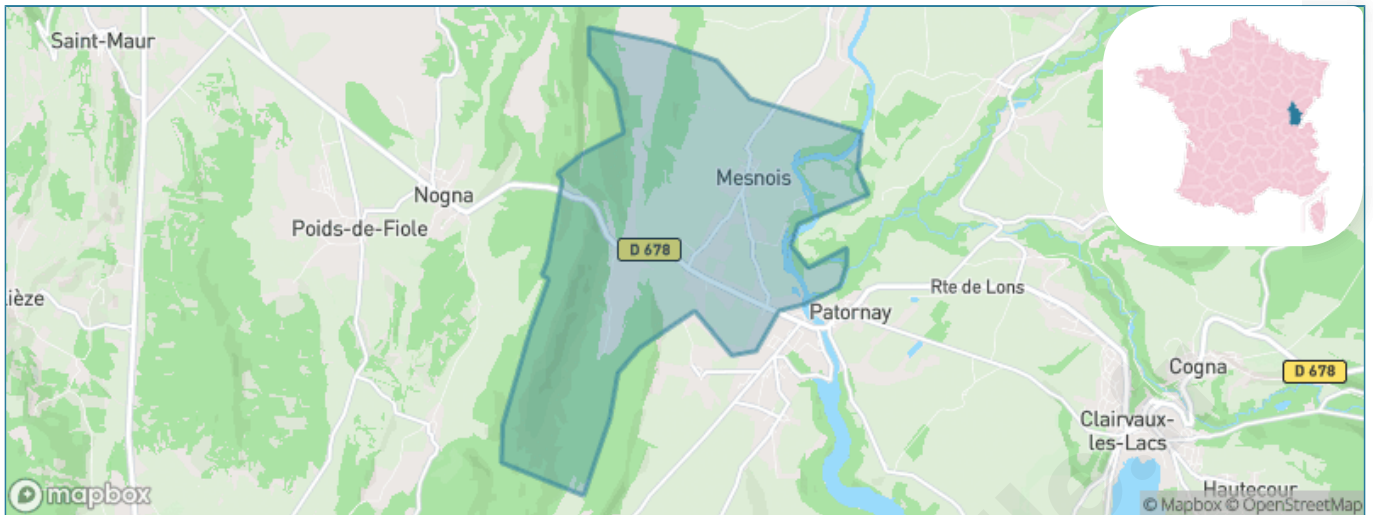 Saint-Maur
Mesnois
Nogna
Poids-de-Fiole
D 678
ièze
Rte de Lons
Patornay
Cogna
D 678
Clairvaux-
les-Lacs
Hautecour
mapbox
© Mapbox © OpenStreetMap